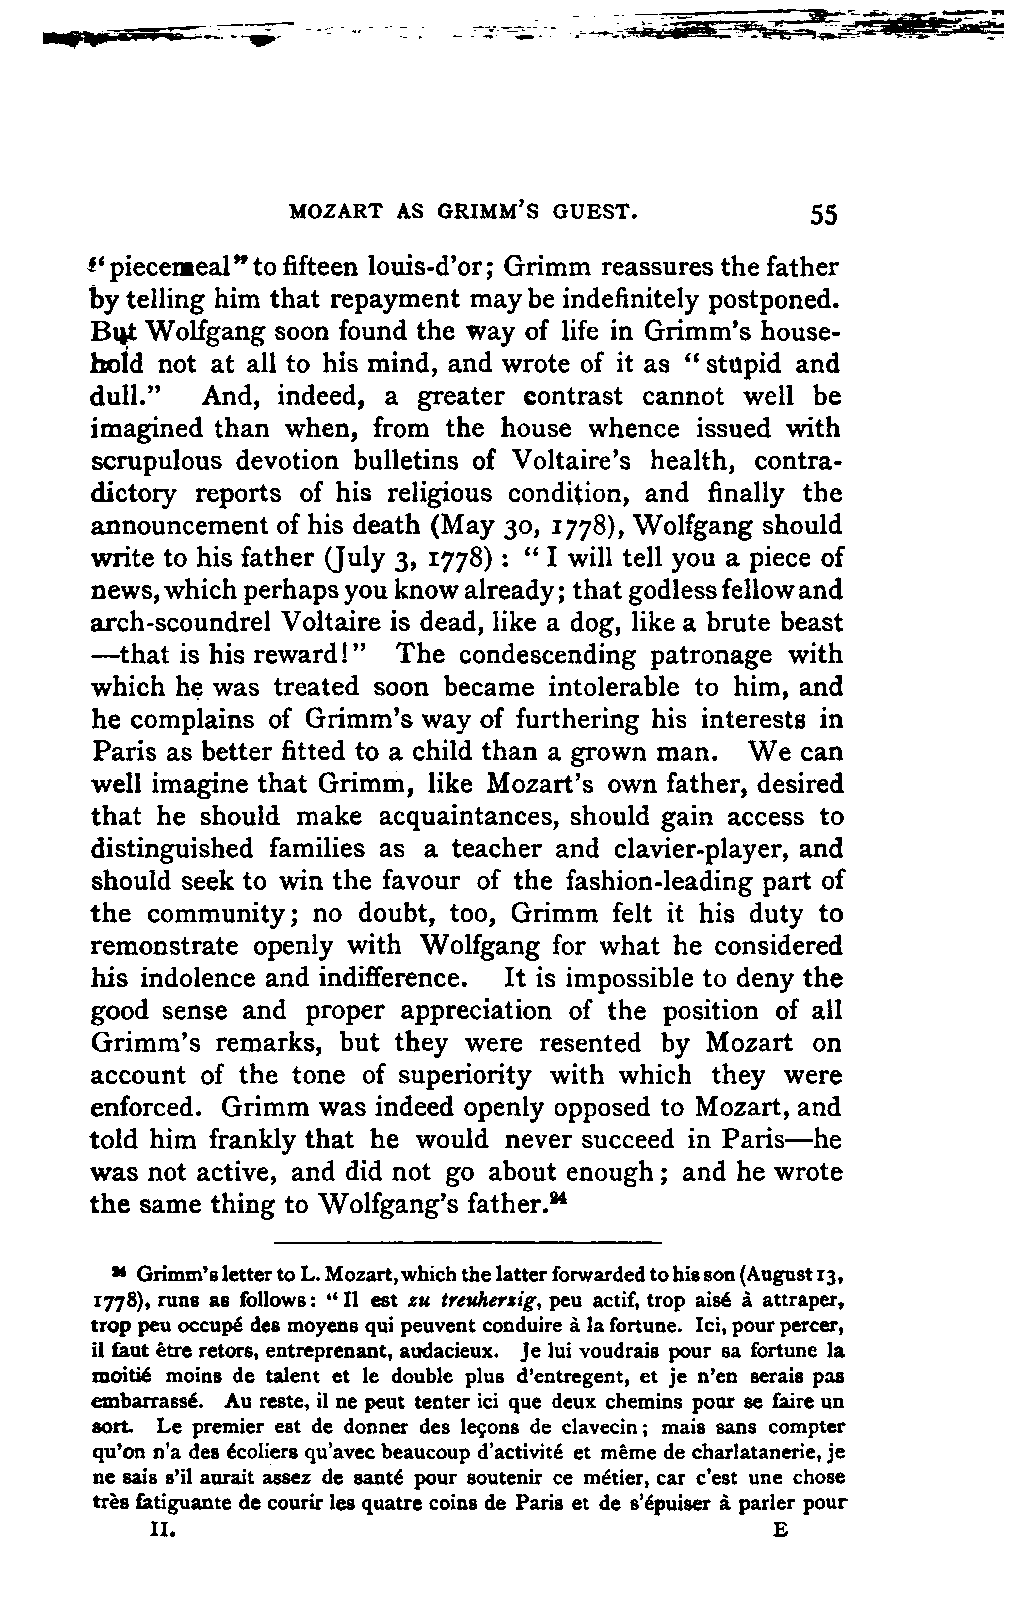 MOZART AS GRIMM'S GUEST. 55
"piecemeal" to fifteen louis-d'or; Grimm reassures the father
by telling him that repayment may be indefinitely postponed.
But Wolfgang soon found the way of life in Grimm's house-
hold not at all to his mind, and wrote of it as "stupid and
dull." And, indeed, a greater contrast cannot well be
imagined than when, from the house whence issued with
scrupulous devotion bulletins of Voltaire's health, contra-
dictory reports of his religious condition, and finally the
announcement of his death (May 30, 1778), Wolfgang should
write to his father (July 3, 1778): "I will tell you a piece of
news, which perhaps you know already; that godless fellow and
arch-scoundrel Voltaire is dead, like a dog, like a brute beast
—that is his reward!" The condescending patronage with
which he was treated soon became intolerable to him, and
he complains of Grimm's way of furthering his interests in
Paris as better fitted to a child than a grown man. We can
well imagine that Grimm, like Mozart's own father, desired
that he should make acquaintances, should gain access to
distinguished families as a teacher and clavier-player, and
should seek to win the favour of the fashion-leading part of
the community; no doubt, too, Grimm felt it his duty to
remonstrate openly with Wolfgang for what he considered
his indolence and indifference. It is impossible to deny the
good sense and proper appreciation of the position of all
Grimm's remarks, but they were resented by Mozart on
account of the tone of superiority with which they were
enforced. Grimm was indeed openly opposed to Mozart, and
told him frankly that he would never succeed in Paris—he
was not active, and did not go about enough; and he wrote
the same thing to Wolfgang's father.²⁴
²⁴ Grimm's letter to L. Mozart, which the latter forwarded to his son (August 13,
1778), runs as follows: "Il est zu treuherzig, peu actif, trop aisé à attraper,
trop peu occupé des moyens qui peuvent conduire à la fortune. Ici, pour percer,
il faut être retors, entreprenant, audacieux. Je lui voudrais pour sa fortune la
moitié moins de talent et le double plus d'entregent, et je n'en serais pas
embarrassé. Au reste, il ne peut tenter ici que deux chemins pour se faire un
sort. Le premier est de donner des leçons de clavecin; mais sans compter
qu'on n'a des écoliers qu'avec beaucoup d'activité et même de charlatanerie, je
ne sais s'il aurait assez de santé pour soutenir ce métier, car c'est une chose
très fatiguante de courir les quatre coins de Paris et de s'épuiser à parler pour
II. E